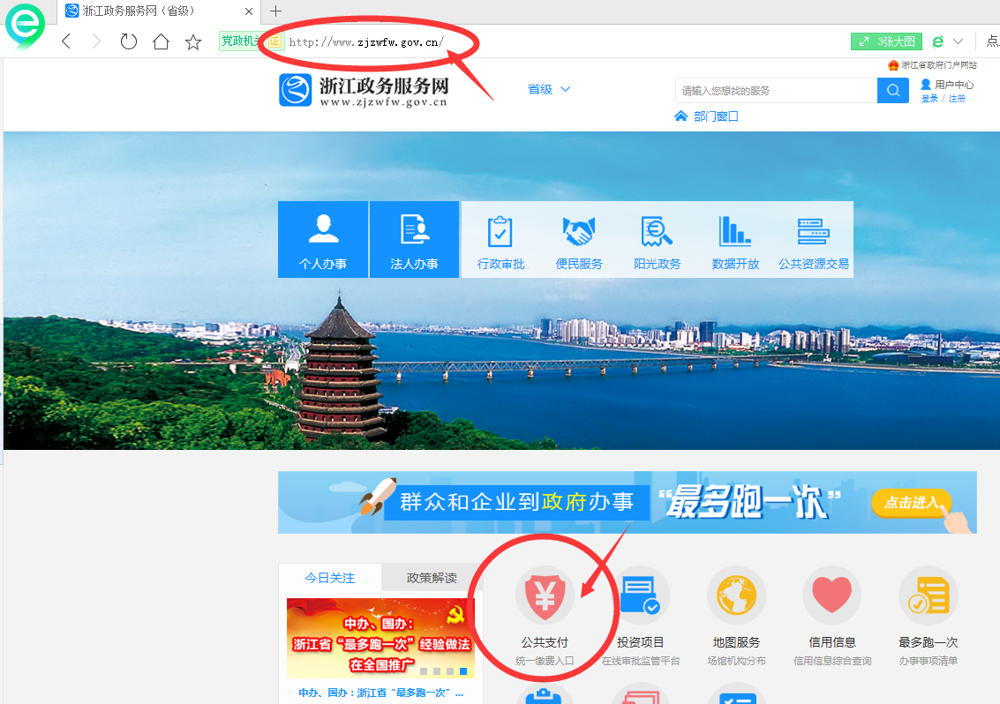 浙江政务服务网（省级）
党政机关 证 http://www.zjzwfw.gov.cn/
3张大图
点
浙江省政府门户网站
浙江政务服务网
www.zjzwfw.gov.cn
省级
请输入您想找的服务
用户中心
登录 / 注册
部门窗口
个人办事
法人办事
行政审批
便民服务
阳光政务
数据开放
公共资源交易
群众和企业到政府办事
“最多跑一次”
点击进入
今日关注
政策解读
中办、国办：
浙江省“最多跑一次”经验做法
在全国推广
中办、国办：浙江省“最多跑一次”...
公共支付
统一缴费入口
投资项目
在线审批监管平台
地图服务
场馆机构分布
信用信息
信用信息综合查询
最多跑一次
办事事项清单